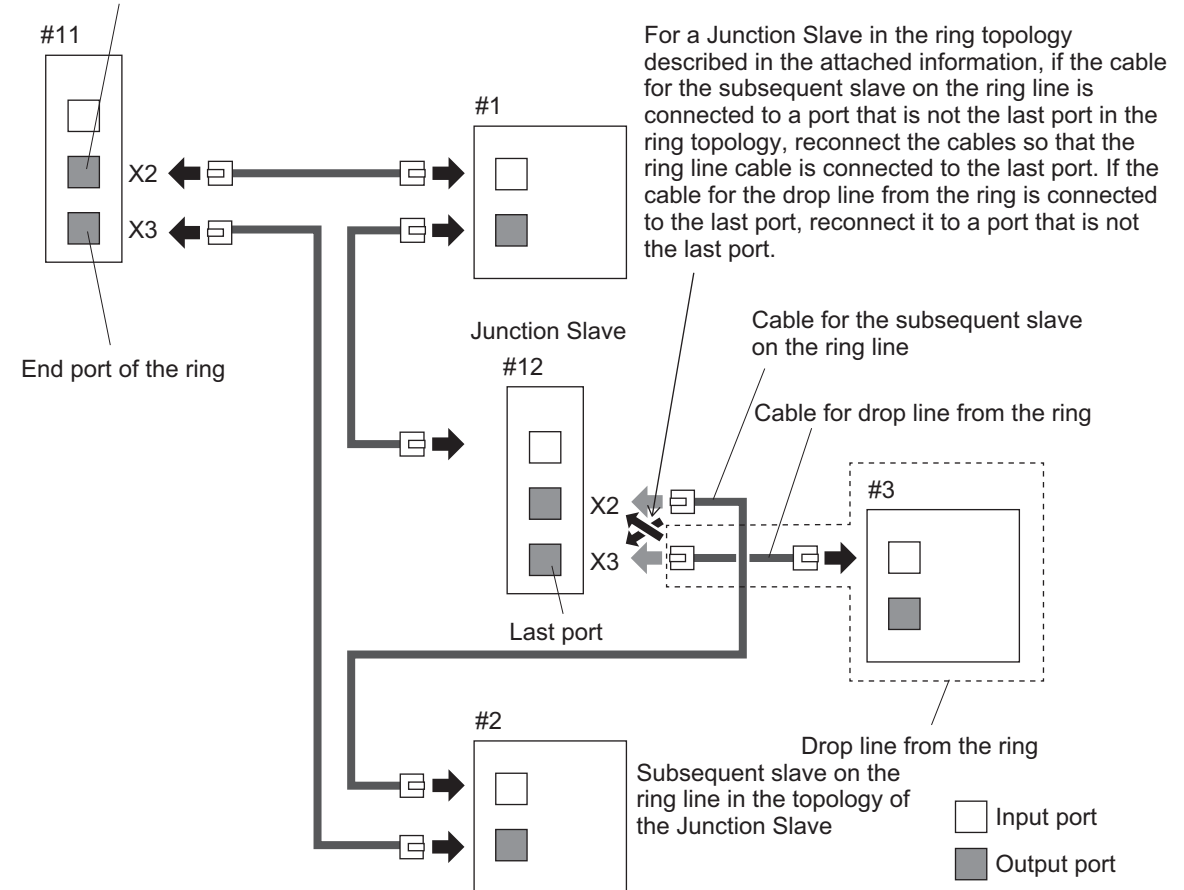 #11
For a Junction Slave in the ring topology
described in the attached information, if the cable
for the subsequent slave on the ring line is
connected to a port that is not the last port in the
ring topology, reconnect the cables so that the
ring line cable is connected to the last port. If the
cable for the drop line from the ring is connected
to the last port, reconnect it to a port that is not
the last port.
#1
X2
X3
End port of the ring
Junction Slave
#12
Cable for the subsequent slave
on the ring line
Cable for drop line from the ring
#3
X2
X3
Last port
#2
Drop line from the ring
Subsequent slave on the
ring line in the topology of
the Junction Slave
Input port
Output port